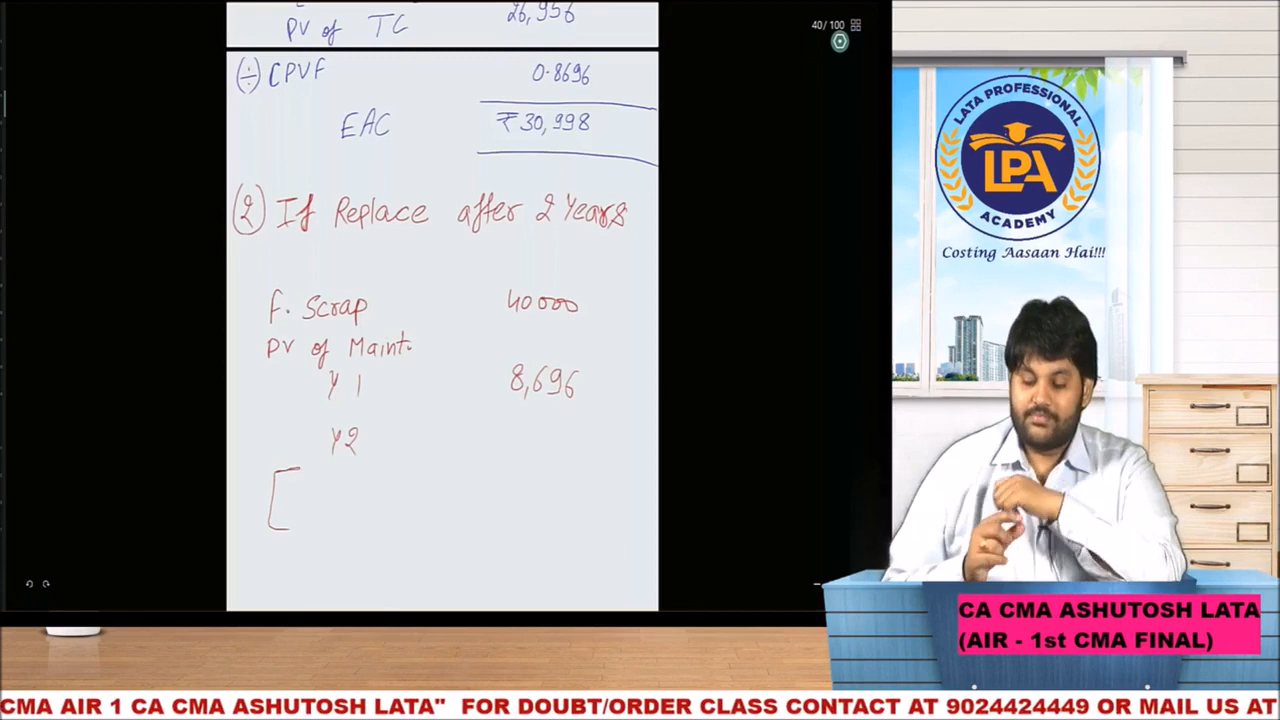 PV of TC 26,956
40/ 100
(÷) CPVF 0.8696
EAC ₹30,998
(2) If Replace after 2 Years
F. Scrap 40000
PV of Maint.
Y 1 8,696
Y2
LATA PROFESSIONAL
LPA
ACADEMY
Costing Aasaan Hai!!!
CA CMA ASHUTOSH LATA
(AIR - 1st CMA FINAL)
CMA AIR 1 CA CMA ASHUTOSH LATA" FOR DOUBT/ORDER CLASS CONTACT AT 9024424449 OR MAIL US AT